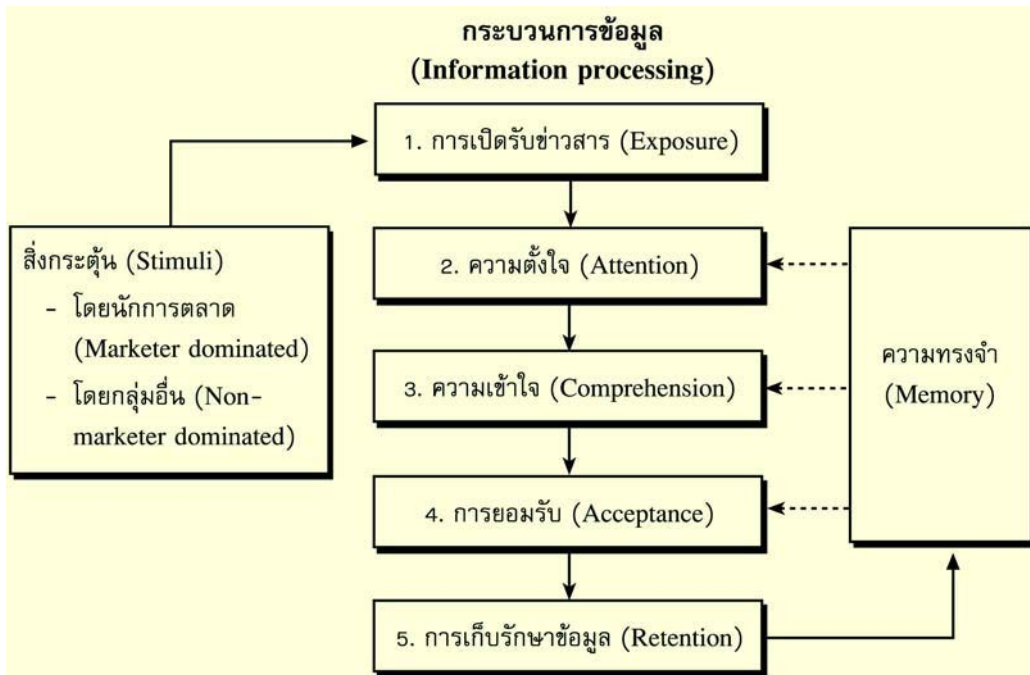 กระบวนการข้อมูล
(Information processing)
1. การเปิดรับข่าวสาร (Exposure)
สิ่งกระตุ้น (Stimuli)
- โดยนักการตลาด
(Marketer dominated)
- โดยกลุ่มอื่น (Non-
marketer dominated)
2. ความตั้งใจ (Attention)
3. ความเข้าใจ (Comprehension)
4. การยอมรับ (Acceptance)
5. การเก็บรักษาข้อมูล (Retention)
ความทรงจำ
(Memory)